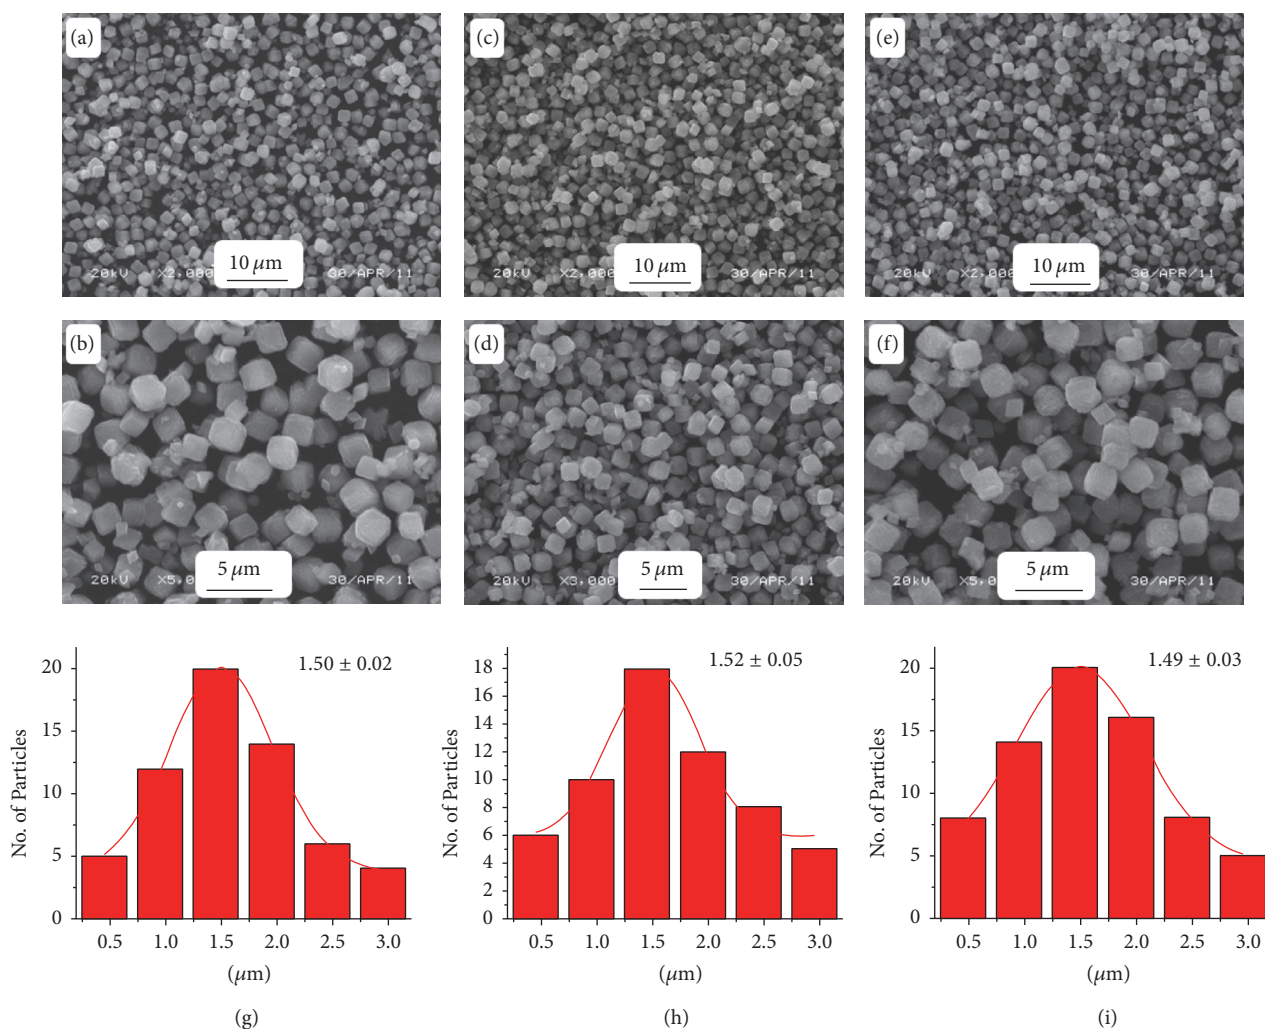 (a)
20kV X2,000 10 μm 30/APR/11
(c)
20kV X2,000 10 μm 30/APR/11
(e)
20kV X2,000 10 μm 30/APR/11
(b)
20kV 5 μm 30/APR/11
(d)
20kV X3,000 5 μm 30/APR/11
(f)
20kV 5 μm 30/APR/11
No. of Particles
20
15
10
5
0
1.50 ± 0.02
0.5 1.0 1.5 2.0 2.5 3.0
(μm)
(g)
No. of Particles
18
16
14
12
10
8
6
4
2
0
1.52 ± 0.05
0.5 1.0 1.5 2.0 2.5 3.0
(μm)
(h)
No. of Particles
20
15
10
5
0
1.49 ± 0.03
0.5 1.0 1.5 2.0 2.5 3.0
(μm)
(i)